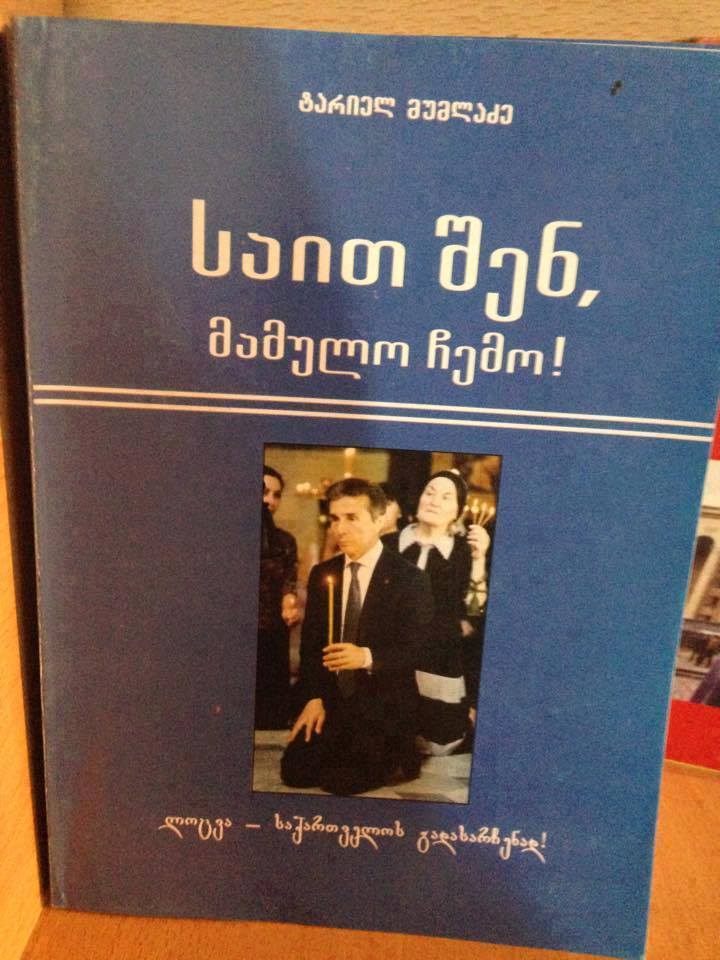 ტარიელ მუმლაძე
საით შენ,
მამულო ჩემო!
ლოცვა – საქართველოს გადასარჩენად!